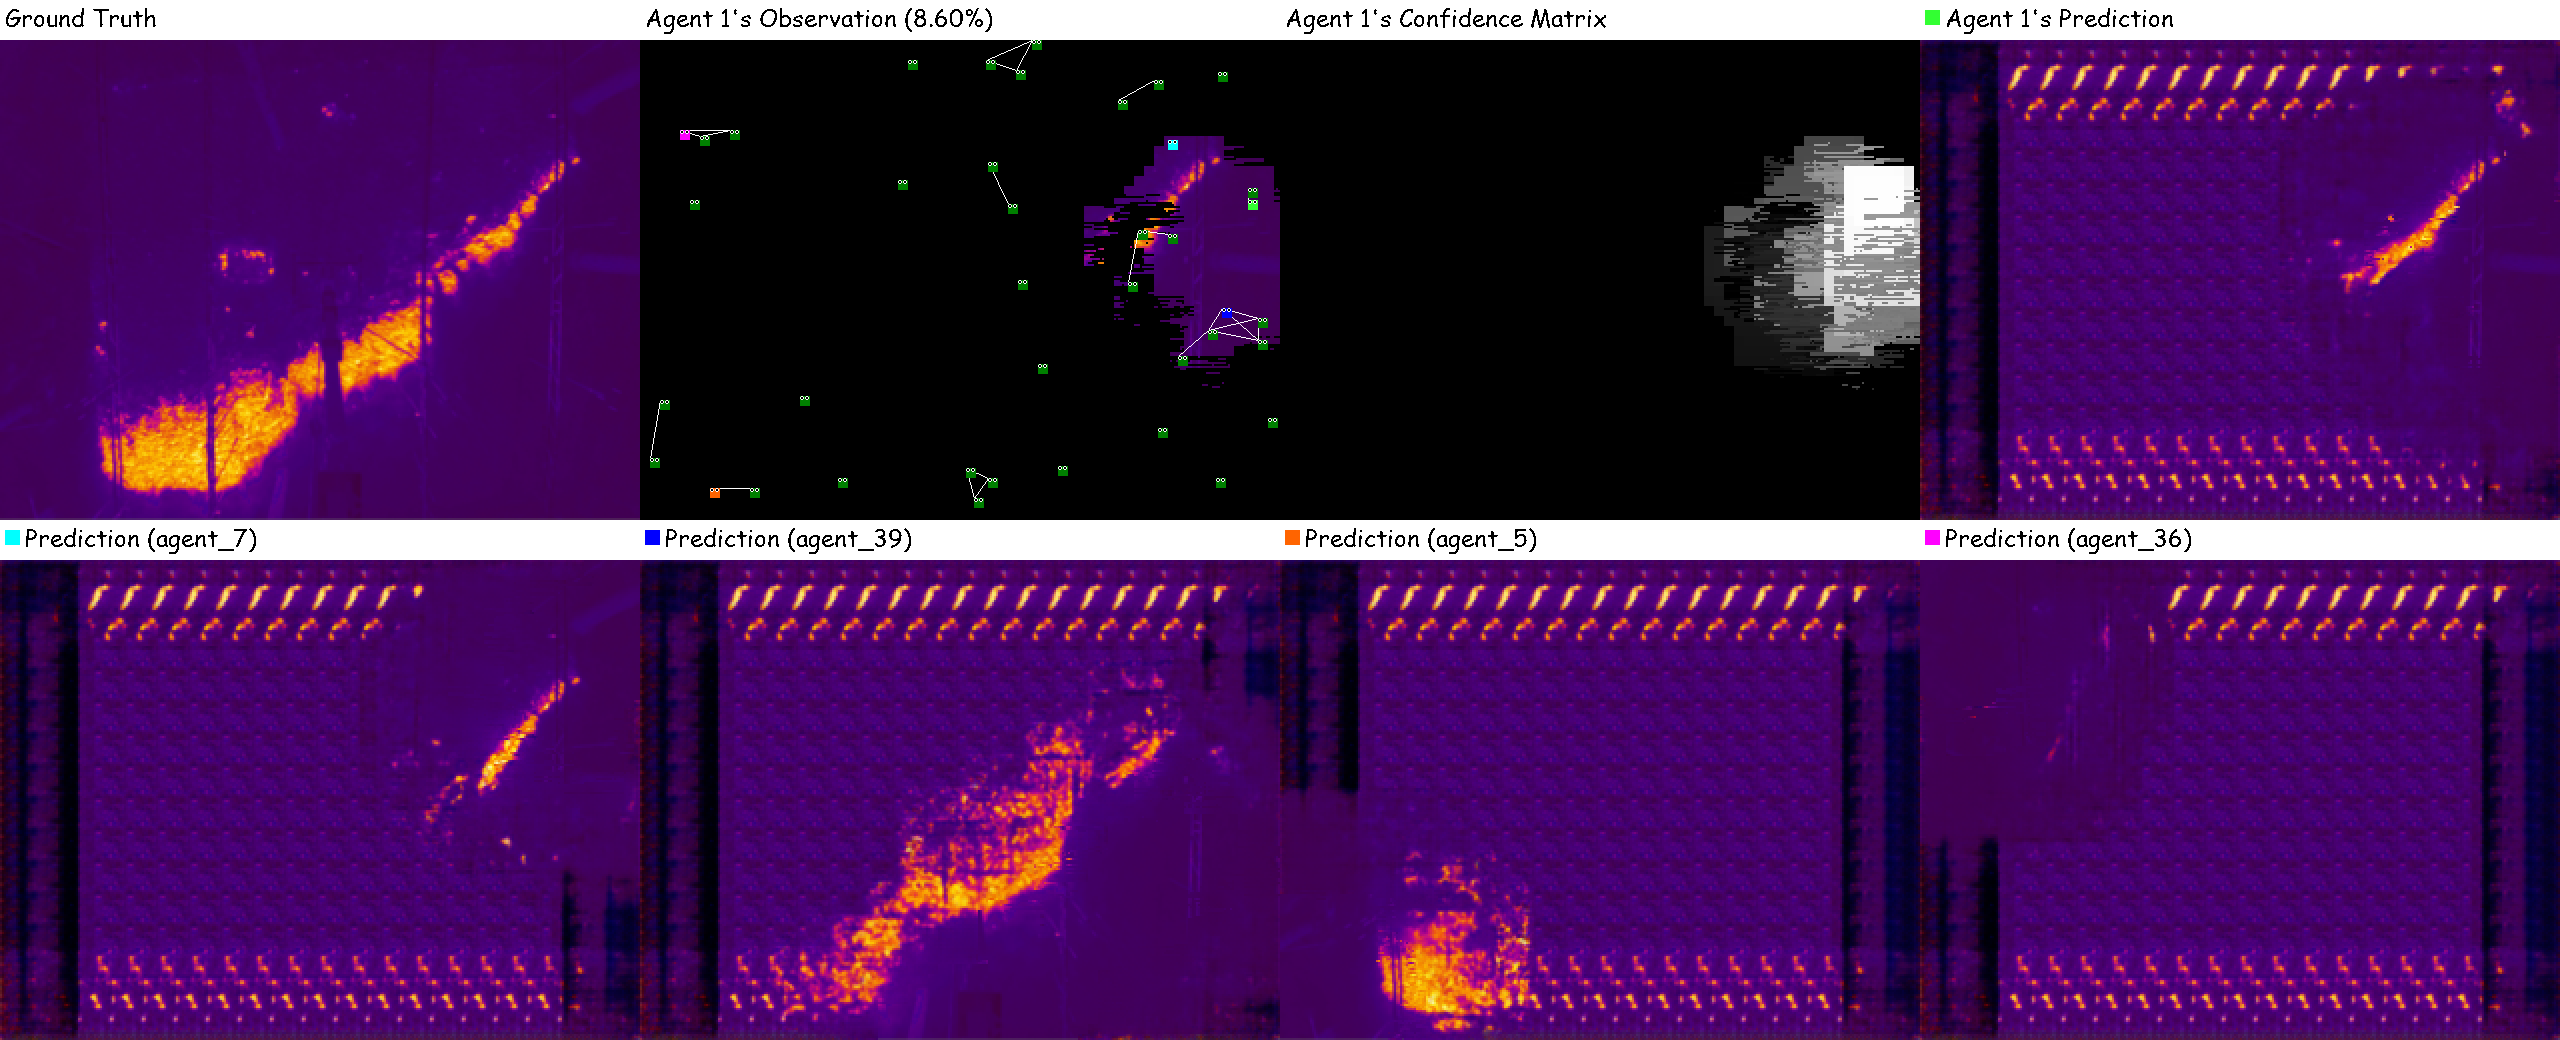 Ground Truth
Agent 1's Observation (8.60%)
Agent 1's Confidence Matrix
Agent 1's Prediction
Prediction (agent_7)
Prediction (agent_39)
Prediction (agent_5)
Prediction (agent_36)